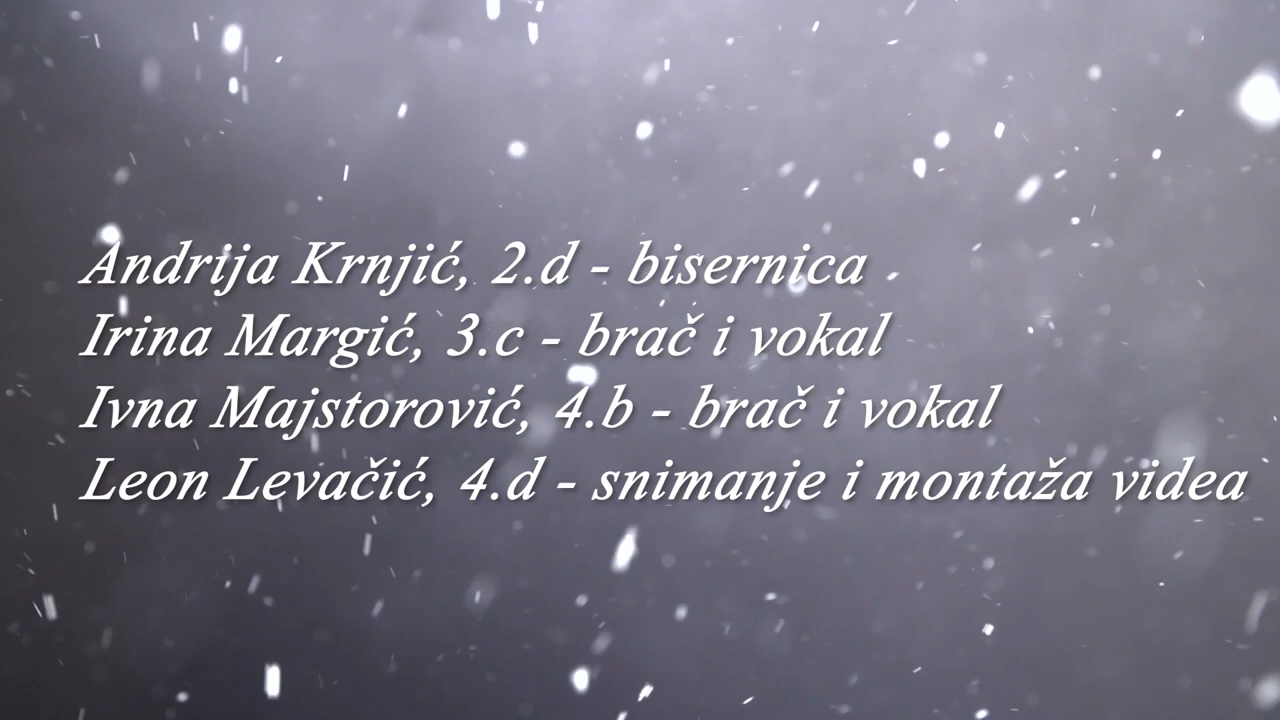 Andrija Krnjić, 2.d - bisernica
Irina Margić, 3.c - brač i vokal
Ivna Majstorović, 4.b - brač i vokal
Leon Levačić, 4.d - snimanje i montaža videa